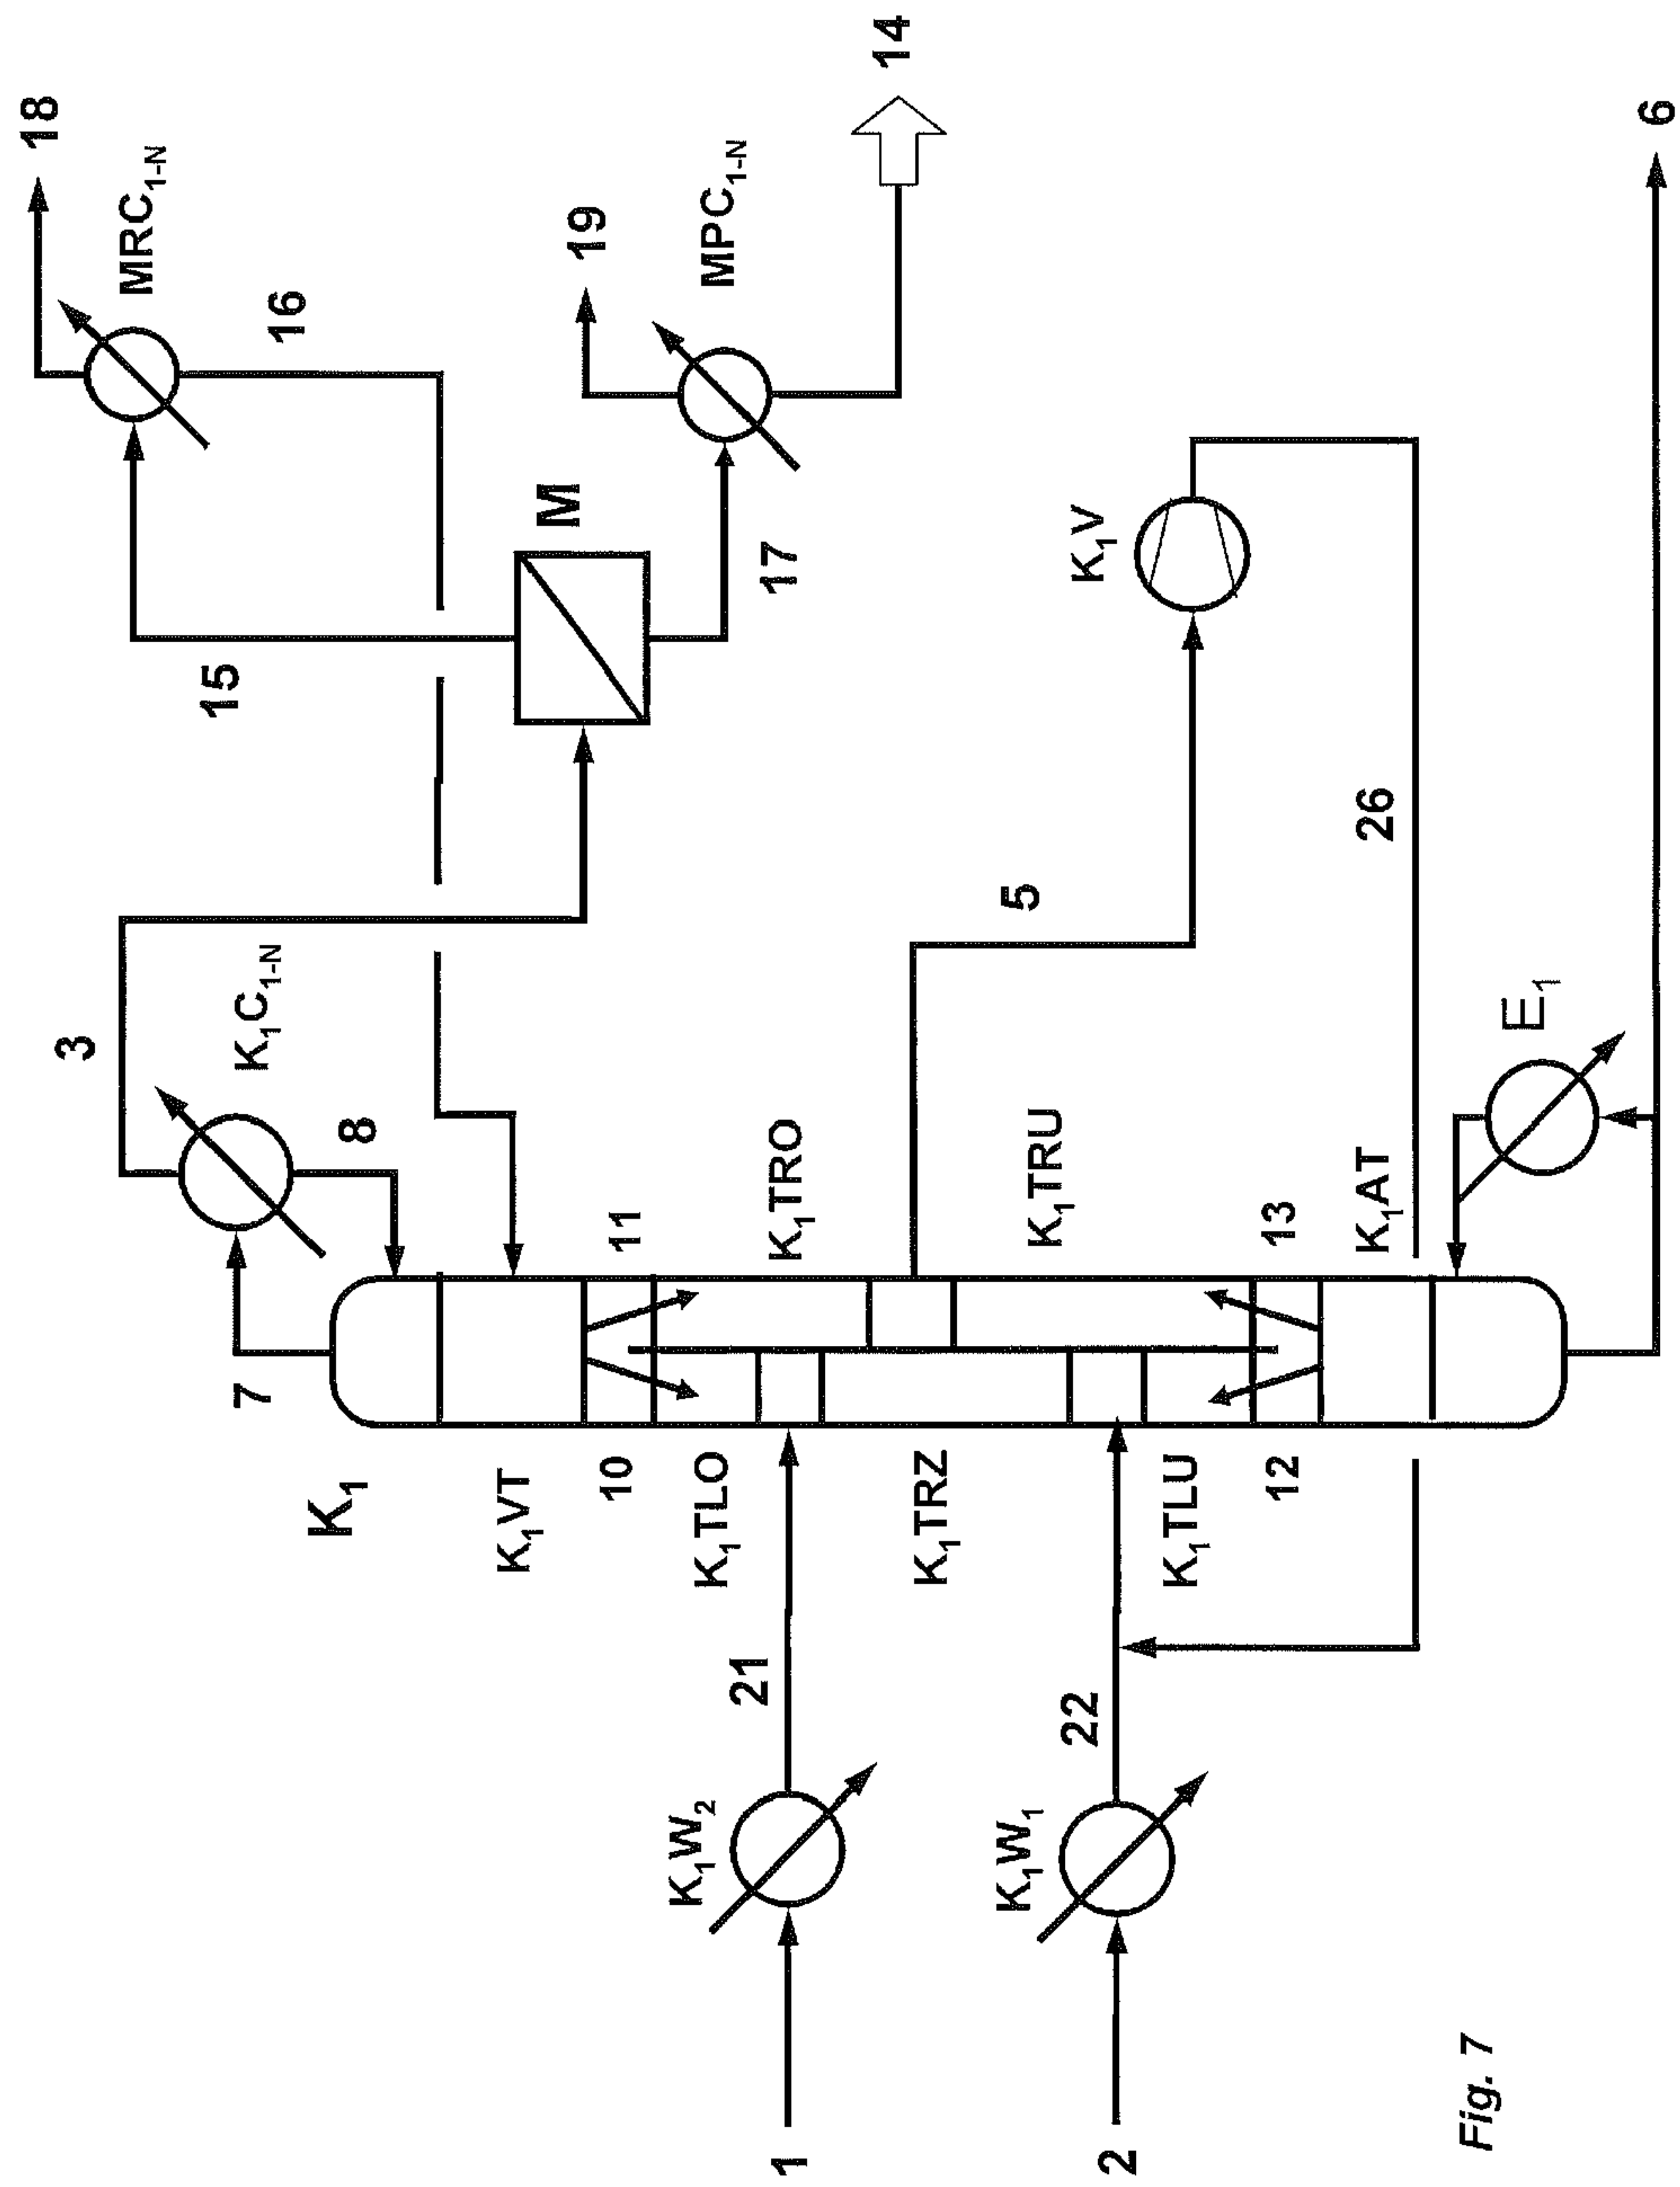 18
MRC1-N
14
16
19
MPC1-N
6
M
15
17
K1V
3
K1C1-N
26
5
8
E1
11
K1TRO
K1TRU
13
K1AT
7
K1
K1VT
10
K1TLO
K1TRZ
K1TLU
12
21
22
K1W2
K1W1
1
2
Fig. 7